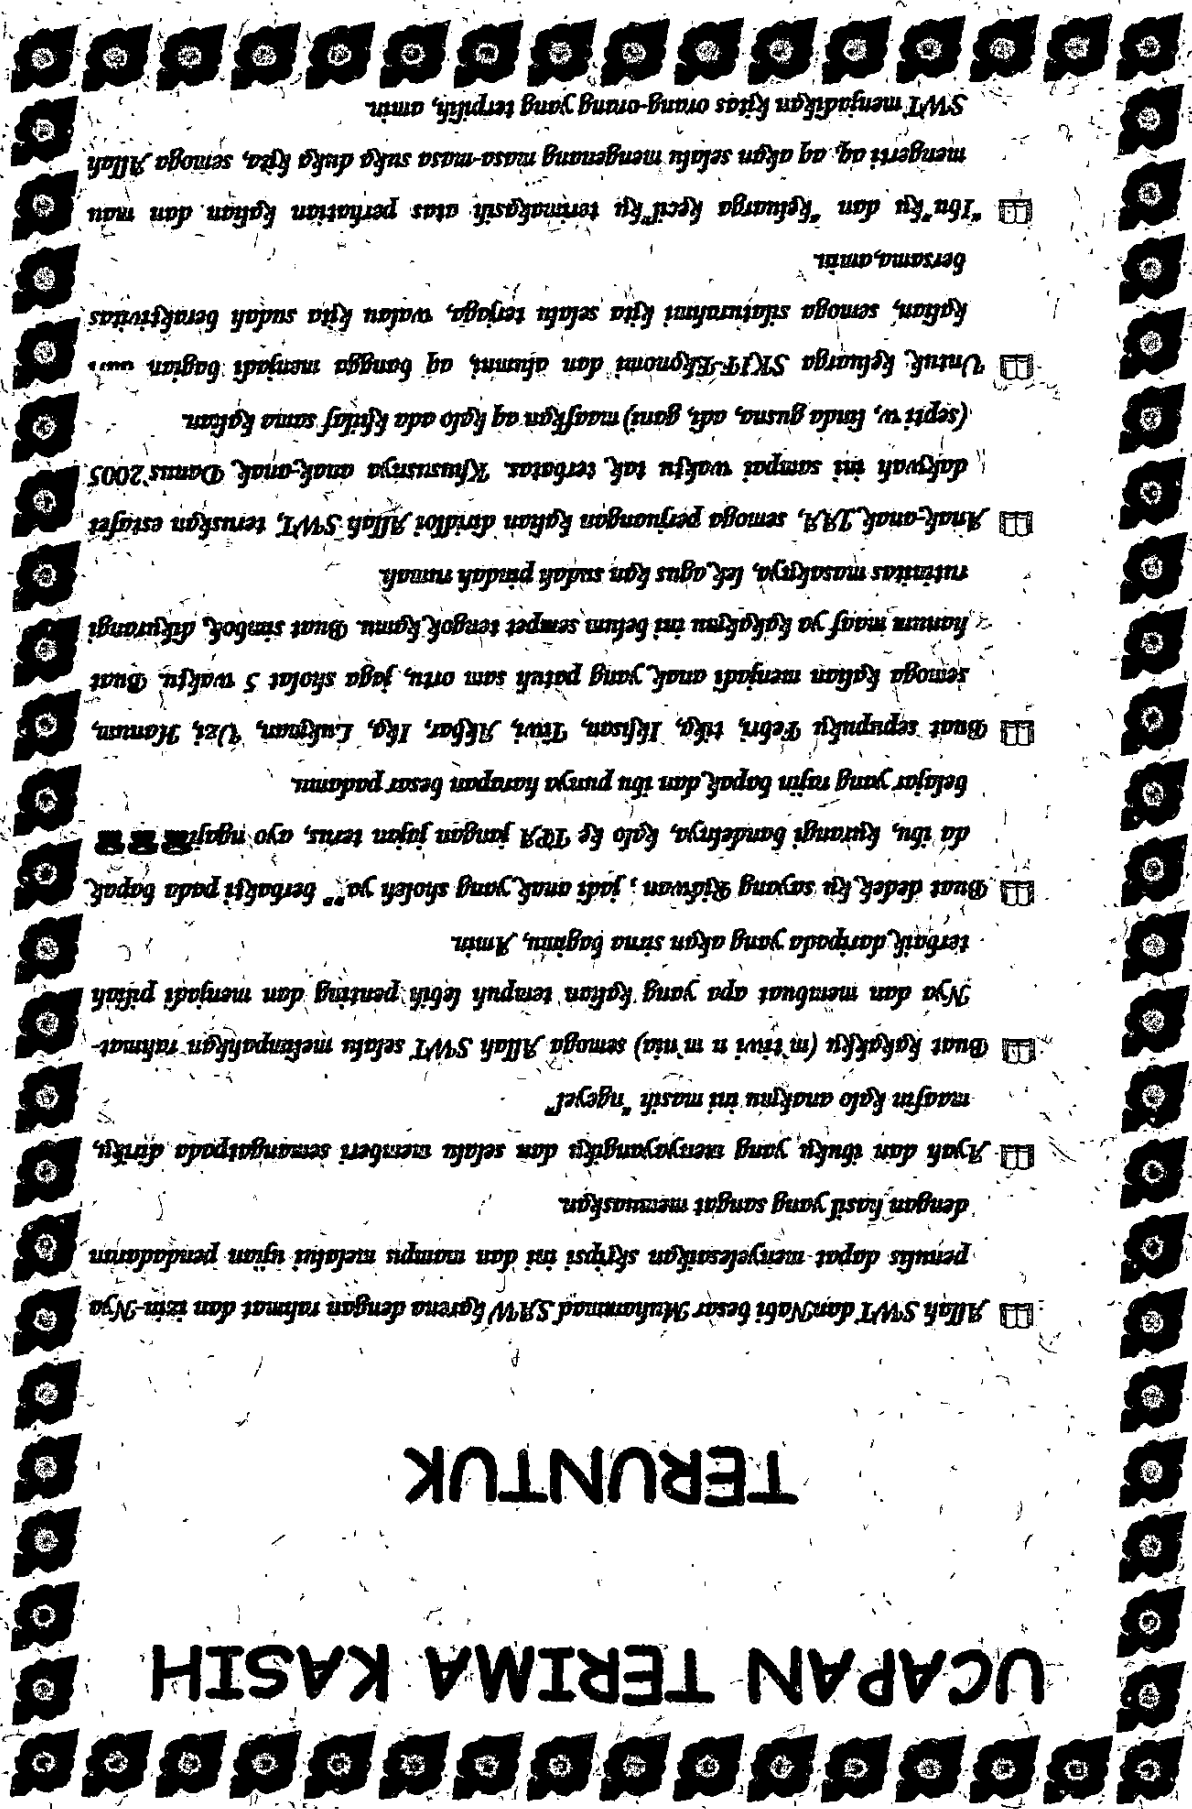 UCAPAN TERIMA KASIH
TERUNTUK
Allah SWT dan Nabi besar Muhammad SAW karena dengan rahmat dan izin-Nya
penulis dapat menyelesaikan skripsi ini dan mampu melalui ujian pendadaran
dengan hasil yang sangat memuaskan.
Ayah dan ibuku yang menyayangiku dan selalu memberi semangat pada diriku,
maafin kalo anakmu ini masih "ngeyel"
Buat kakakku (m'triwi n m'nia) semoga Allah SWT selalu melimpahkan rahmat-
Nya dan membuat apa yang kalian tempuh lebih penting dan menjadi pilihan
terbaik daripada yang akan sirna bagimu, Amin.
Buat dedek ku sayang Ridwan ; jadi anak yang sholeh ya"" berbakti pada bapak
da ibu, kurangi bandelnya, kalo ke TPA jangan jajan terus, ayo ngaji
belajar yang rajin bapak dan ibu punya harapan besar padamu.
Buat sepupuku Febri, tika, Ikhsan, Tiwi, Akbar, Ika, Lukman, Uzi, Hanum,
semoga kalian menjadi anak yang patuh sam ortu, jaga sholat 5 waktu. Buat
hanum maaf ya kakakmu ini belum sempet tengok kamu. Buat simbok, dikurangi
rutinitas masaknya, lek agus kan sudah pindah rumah.
Anak-anak JAA, semoga perjuangan kalian diridloi Allah SWT, teruskan estafet
dakwah ini sampai waktu tak terbatas. Khususnya anak-anak Danus'2005
(septi w, linda gusna, adi, gani) maafkan aq kalo ada khilaf sama kalian.
Untuk keluarga SKIF-Ekonomi dan alumni, aq bangga menjadi bagian
kalian, semoga silaturahmi kita selalu terjaga, walau kita sudah beraktivitas
bersama,amin.
"Ibu"ku dan "keluarga kecil"ku terimakasih atas perhatian kalian dan mau
mengerti aq, aq akan selalu mengenang masa-masa suka duka kita, semoga Allah
SWT menjadikan kitas orang-orang yang terpilih, amin.